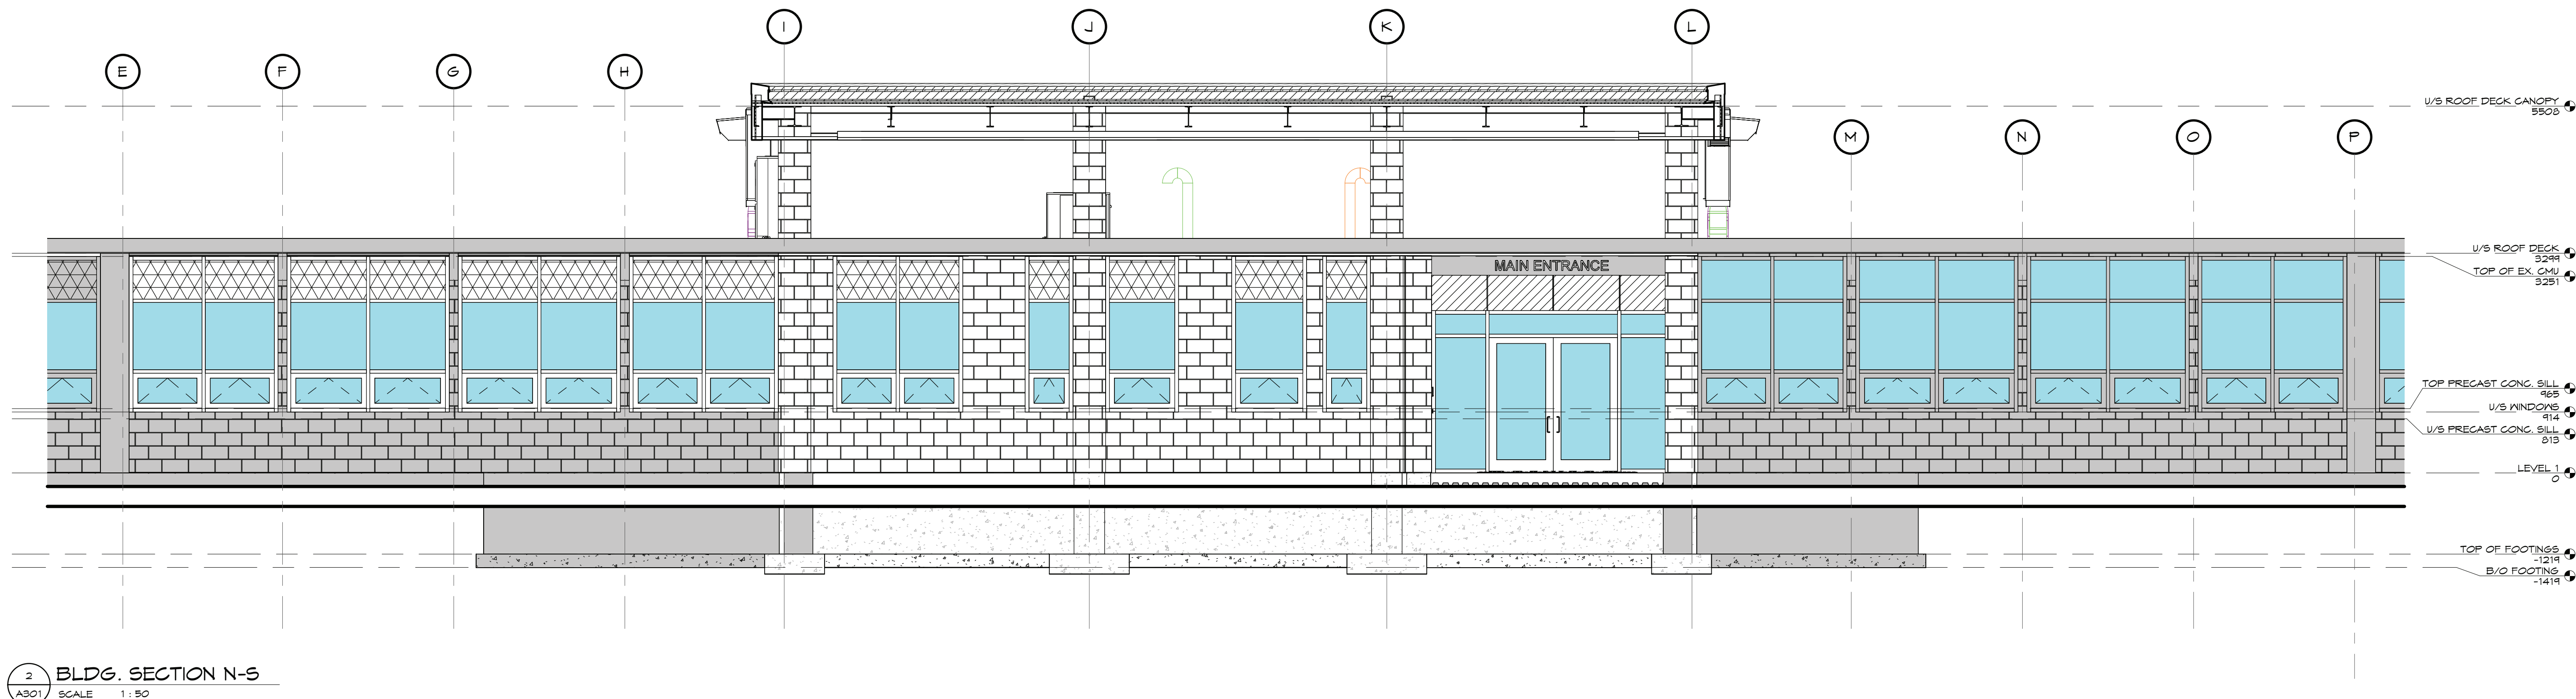 I J K L
E F G H
U/S ROOF DECK CANOPY
5508
M N O P
U/S ROOF DECK
3299
MAIN ENTRANCE
TOP OF EX. CMU
3251
TOP PRECAST CONC. SILL
965
U/S WINDOWS
914
U/S PRECAST CONC. SILL
813
LEVEL 1
0
TOP OF FOOTINGS
-1219
B/O FOOTING
-1419
2
A301
BLDG. SECTION N-S
SCALE 1 : 50